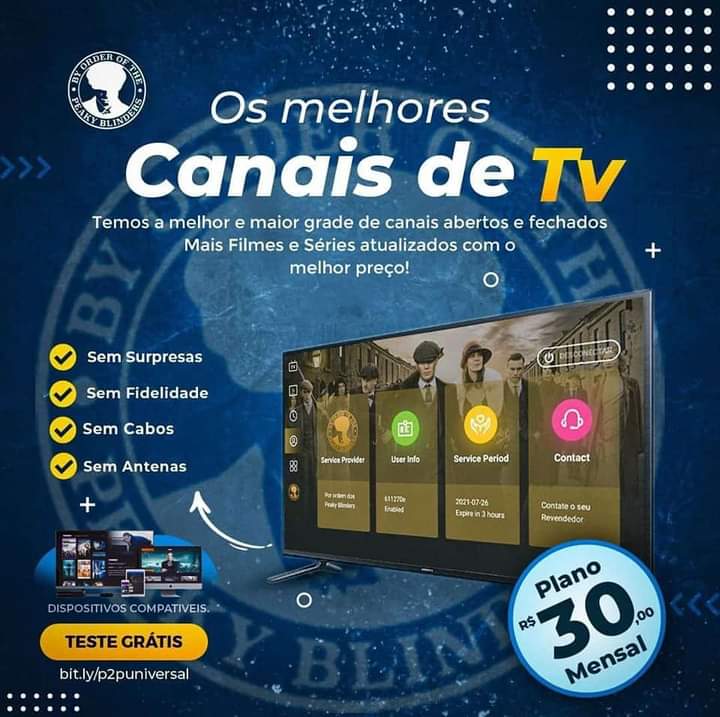 BY ORDER OF THE
PEAKY BLINDERS
Os melhores
Canais de Tv
Temos a melhor e maior grade de canais abertos e fechados
Mais Filmes e Séries atualizados com o
melhor preço!
Sem Surpresas
Sem Fidelidade
Sem Cabos
Sem Antenas
DESCONECTAR
Service Provider
Por ordem dos
Peaky Blinders
User Info
611270e
Enabled
Service Period
2021-07-26
Expire in 3 hours
Contact
Contate o seu
Revendedor
DISPOSITIVOS COMPATIVEIS.
TESTE GRÁTIS
bit.ly/p2puniversal
Plano
R$ 30,00
Mensal